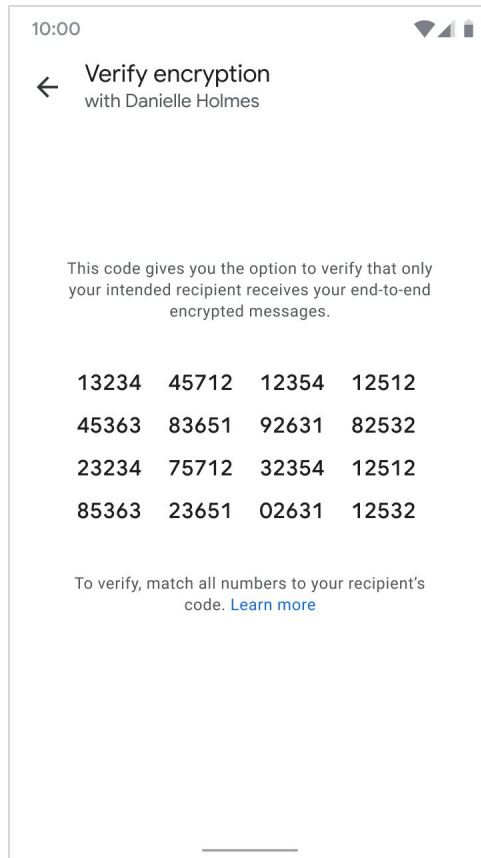 10:00
Verify encryption
with Danielle Holmes
This code gives you the option to verify that only
your intended recipient receives your end-to-end
encrypted messages.
13234 45712 12354 12512
45363 83651 92631 82532
23234 75712 32354 12512
85363 23651 02631 12532
To verify, match all numbers to your recipient’s
code. Learn more